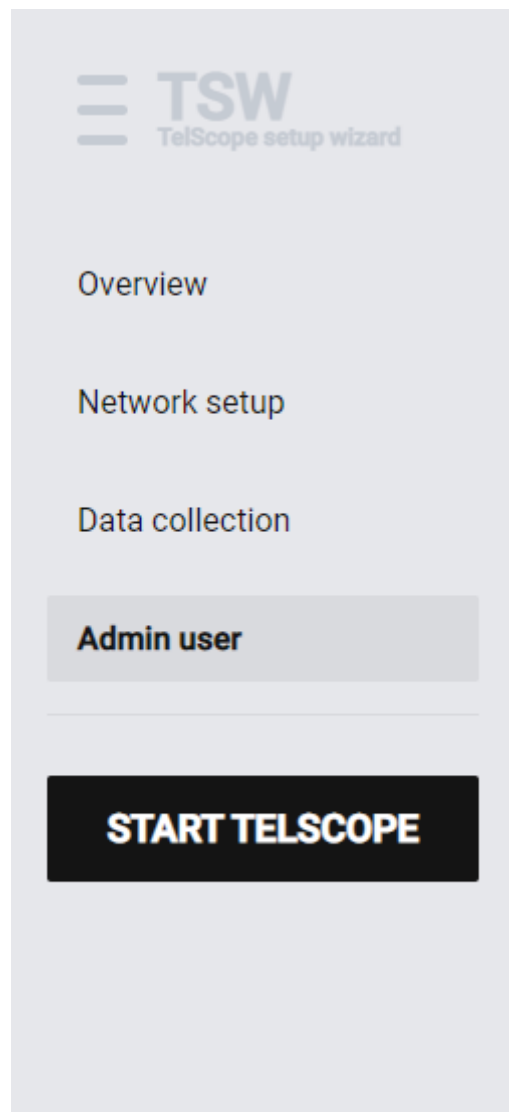 TSW
TelScope setup wizard
Overview
Network setup
Data collection
Admin user
START TELSCOPE